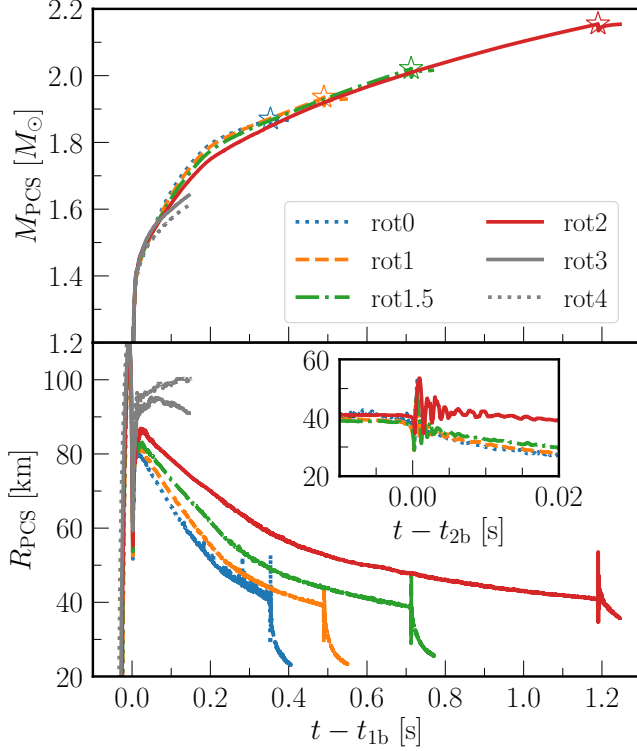 2.2
2.0
1.8
1.6
1.4
1.2
M_PCS [M_⊙]
rot0
rot1
rot1.5
rot2
rot3
rot4
100
80
60
40
20
R_PCS [km]
60
40
20
0.00
0.02
t − t_2b [s]
0.0
0.2
0.4
0.6
0.8
1.0
1.2
t − t_1b [s]